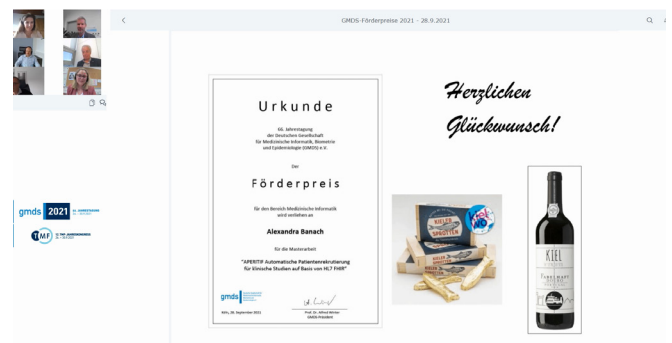 GMDS-Förderpreise 2021 - 28.9.2021
Urkunde
66. Jahrestagung
der Deutschen Gesellschaft
für Medizinische Informatik, Biometrie
und Epidemiologie (GMDS) e.V.
Der
Förderpreis
für den Bereich Medizinische Informatik
wird verliehen an
Alexandra Banach
für die Masterarbeit
"APERITIF Automatische Patientenrekrutierung
für klinische Studien auf Basis von HL7 FHIR"
gmds
Köln, 28. September 2021
Prof. Dr. Alfred Winter
GMDS-Präsident
Herzlichen
Glückwunsch!
KIELER
SPROTTEN
KIEL
gmds 2021
TMF